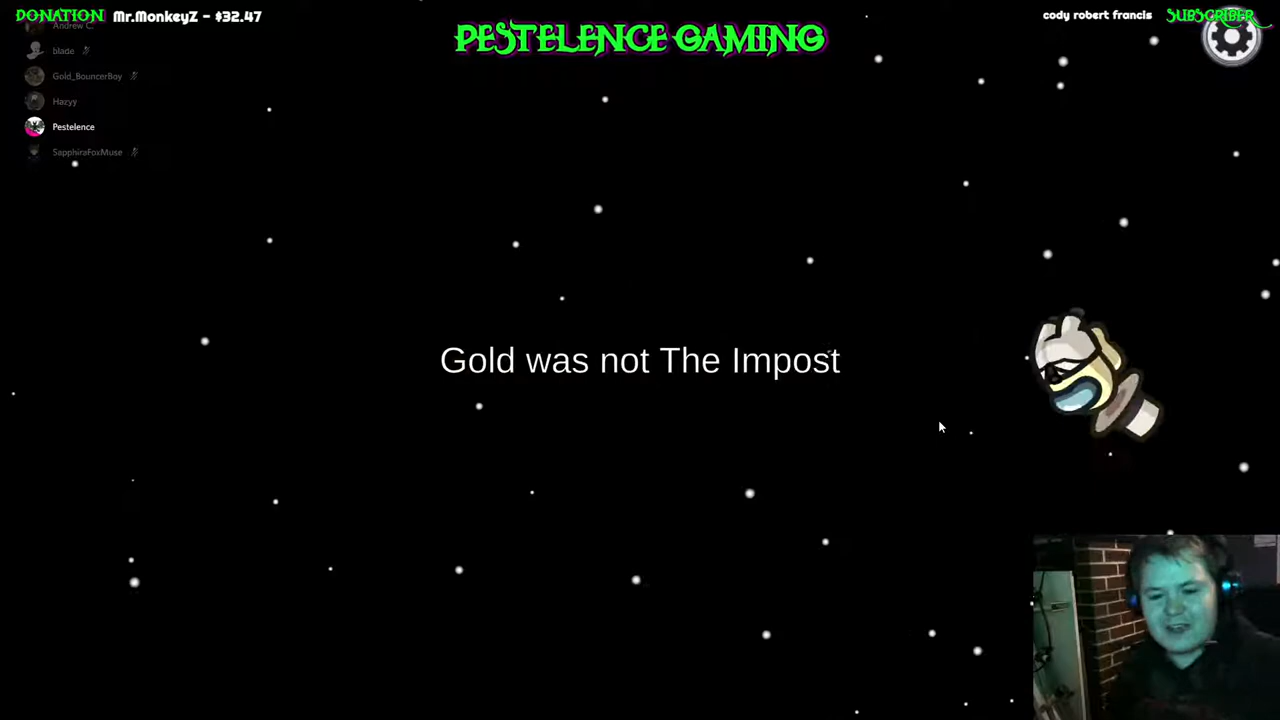 DONATION Mr.MonkeyZ - $32.47
PESTELENCE GAMING
cody robert francis SUBSCRIBER
Andrew C.
blade
Gold_BouncerBoy
Hazyy
Pestelence
SapphiraFoxMuse
Gold was not The Impost